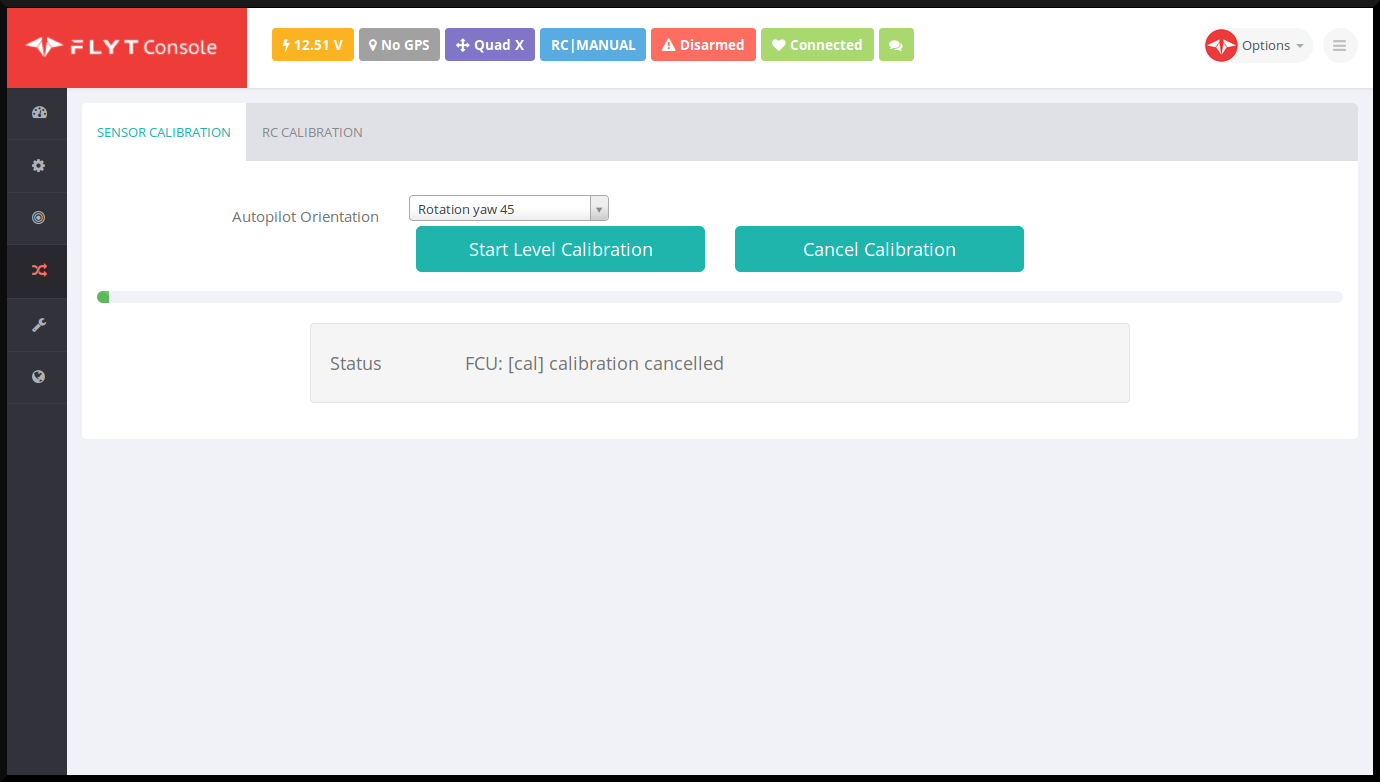 FLYT Console
12.51 V
No GPS
Quad X
RC|MANUAL
Disarmed
Connected
Options
SENSOR CALIBRATION
RC CALIBRATION
Autopilot Orientation
Rotation yaw 45
Start Level Calibration
Cancel Calibration
Status
FCU: [cal] calibration cancelled